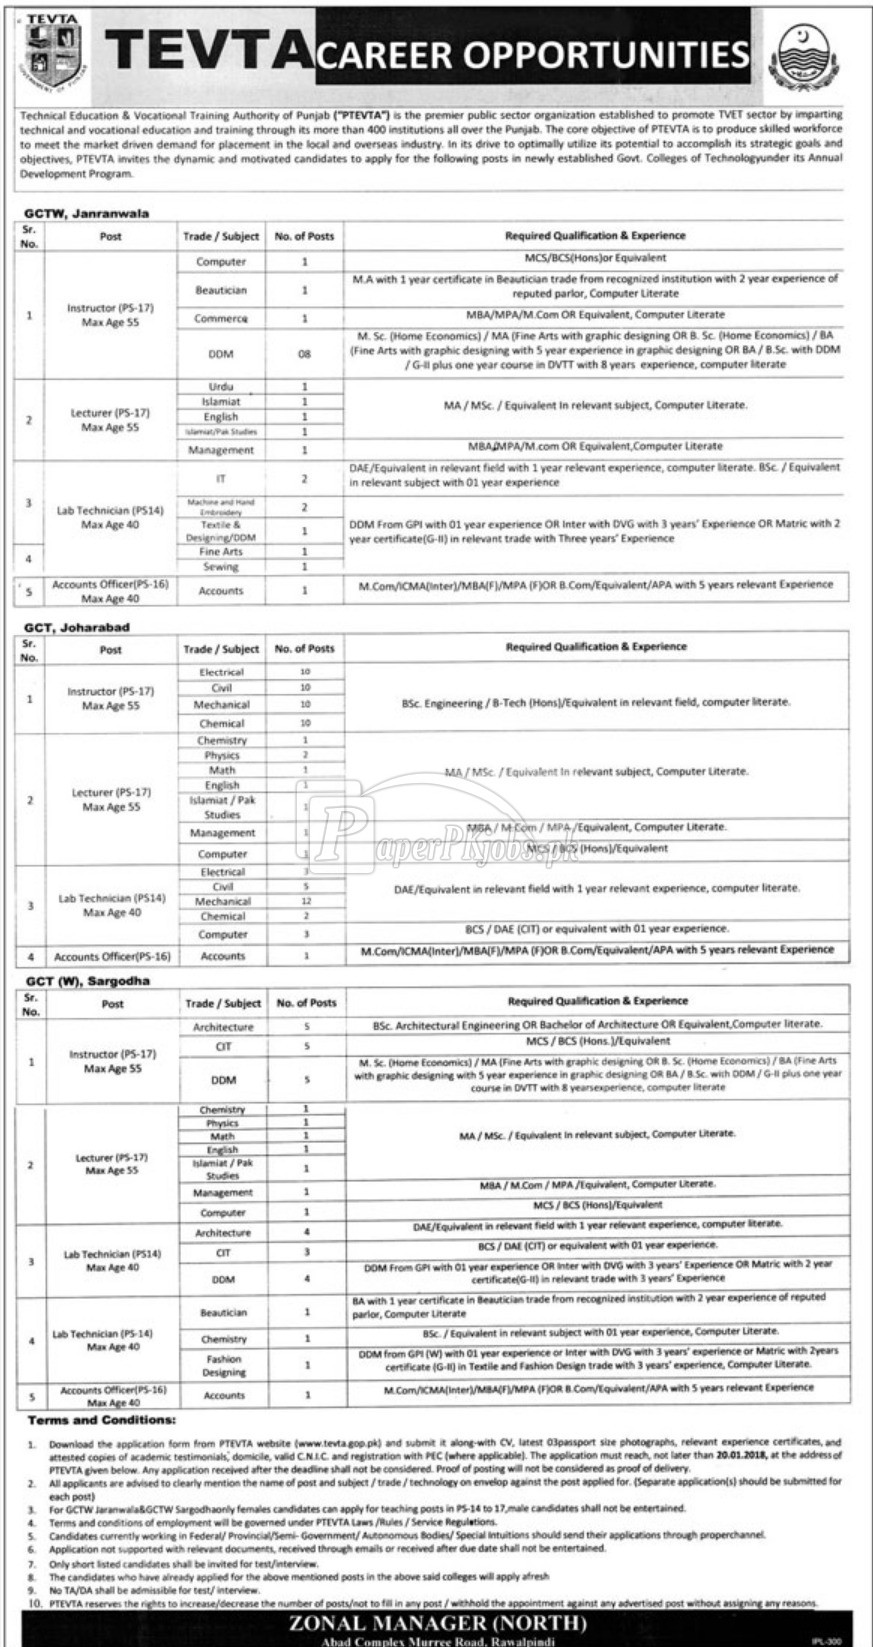 TEVTA
GOVERNMENT OF PUNJAB
TEVTA CAREER OPPORTUNITIES
Technical Education & Vocational Training Authority of Punjab ("PTEVTA") is the premier public sector organization established to promote TVET sector by imparting
technical and vocational education and training through its more than 400 institutions all over the Punjab. The core objective of PTEVTA is to produce skilled workforce
to meet the market driven demand for placement in the local and overseas industry. In its drive to optimally utilize its potential to accomplish its strategic goals and
objectives, PTEVTA invites the dynamic and motivated candidates to apply for the following posts in newly established Govt. Colleges of Technologyunder its Annual
Development Program.
GCTW, Janranwala
Sr. No. Post Trade / Subject No. of Posts Required Qualification & Experience
1 Instructor (PS-17) Max Age 55
Computer 1 MCS/BCS(Hons)or Equivalent
Beautician 1 M.A with 1 year certificate in Beautician trade from recognized institution with 2 year experience of
reputed parlor, Computer Literate
Commerce 1 MBA/MPA/M.Com OR Equivalent, Computer Literate
DDM 08 M. Sc. (Home Economics) / MA (Fine Arts with graphic designing OR B. Sc. (Home Economics) / BA
(Fine Arts with graphic designing with 5 year experience in graphic designing OR BA / B.Sc. with DDM
/ G-II plus one year course in DVTT with 8 years experience, computer literate
2 Lecturer (PS-17) Max Age 55
Urdu 1
Islamiat 1
English 1
Islamiat/Pak Studies 1
MA / MSc. / Equivalent In relevant subject, Computer Literate.
Management 1 MBA/MPA/M.com OR Equivalent,Computer Literate
3 Lab Technician (PS14) Max Age 40
IT 2 DAE/Equivalent in relevant field with 1 year relevant experience, computer literate. BSc. / Equivalent
in relevant subject with 01 year experience
Machine and Hand Embroidery 2
Textile & Designing/DDM 1
4
Fine Arts 1
Sewing 1
DDM From GPI with 01 year experience OR Inter with DVG with 3 years' Experience OR Matric with 2
year certificate(G-II) in relevant trade with Three years' Experience
5 Accounts Officer(PS-16) Max Age 40 Accounts 1 M.Com/ICMA(Inter)/MBA(F)/MPA (F)OR B.Com/Equivalent/APA with 5 years relevant Experience
GCT, Joharabad
Sr. No. Post Trade / Subject No. of Posts Required Qualification & Experience
1 Instructor (PS-17) Max Age 55
Electrical 10
Civil 10
Mechanical 10
Chemical 10
BSc. Engineering / B-Tech (Hons)/Equivalent in relevant field, computer literate.
2 Lecturer (PS-17) Max Age 55
Chemistry 1
Physics 2
Math 1
English 1
Islamiat / Pak Studies 1
MA / MSc. / Equivalent In relevant subject, Computer Literate.
Management 1 MBA / M.Com / MPA /Equivalent, Computer Literate.
Computer 1 MCS / BCS (Hons)/Equivalent
PaperPKjobs.pk
3 Lab Technician (PS14) Max Age 40
Electrical 3
Civil 5
Mechanical 12
Chemical 2
DAE/Equivalent in relevant field with 1 year relevant experience, computer literate.
Computer 3 BCS / DAE (CIT) or equivalent with 01 year experience.
4 Accounts Officer(PS-16) Accounts 1 M.Com/ICMA(Inter)/MBA(F)/MPA (F)OR B.Com/Equivalent/APA with 5 years relevant Experience
GCT (W), Sargodha
Sr. No. Post Trade / Subject No. of Posts Required Qualification & Experience
1 Instructor (PS-17) Max Age 55
Architecture 5 BSc. Architectural Engineering OR Bachelor of Architecture OR Equivalent,Computer literate.
CIT 5 MCS / BCS (Hons.)/Equivalent
DDM 5 M. Sc. (Home Economics) / MA (Fine Arts with graphic designing OR B. Sc. (Home Economics) / BA (Fine Arts
with graphic designing with 5 year experience in graphic designing OR BA / B.Sc. with DDM / G-II plus one year
course in DVTT with 8 yearsexperience, computer literate
2 Lecturer (PS-17) Max Age 55
Chemistry 1
Physics 1
Math 1
English 1
Islamiat / Pak Studies 1
MA / MSc. / Equivalent In relevant subject, Computer Literate.
Management 1 MBA / M.Com / MPA /Equivalent, Computer Literate.
Computer 1 MCS / BCS (Hons)/Equivalent
3 Lab Technician (PS14) Max Age 40
Architecture 4 DAE/Equivalent in relevant field with 1 year relevant experience, computer literate.
CIT 3 BCS / DAE (CIT) or equivalent with 01 year experience.
DDM 4 DDM From GPI with 01 year experience OR Inter with DVG with 3 years' Experience OR Matric with 2 year
certificate(G-II) in relevant trade with 3 years' Experience
4 Lab Technician (PS-14) Max Age 40
Beautician 1 BA with 1 year certificate in Beautician trade from recognized institution with 2 year experience of reputed
parlor, Computer Literate
Chemistry 1 BSc. / Equivalent in relevant subject with 01 year experience, Computer Literate.
Fashion Designing 1 DDM from GPI (W) with 01 year experience or Inter with DVG with 3 years' experience or Matric with 2years
certificate (G-II) in Textile and Fashion Design trade with 3 years' experience, Computer Literate.
5 Accounts Officer(PS-16) Max Age 40 Accounts 1 M.Com/ICMA(Inter)/MBA(F)/MPA (F)OR B.Com/Equivalent/APA with 5 years relevant Experience
Terms and Conditions:
1. Download the application form from PTEVTA website (www.tevta.gop.pk) and submit it along-with CV, latest 03passport size photographs, relevant experience certificates, and
attested copies of academic testimonials, domicile, valid C.N.I.C. and registration with PEC (where applicable). The application must reach, not later than 20.01.2018, at the address of
PTEVTA given below. Any application received after the deadline shall not be considered. Proof of posting will not be considered as proof of delivery.
2. All applicants are advised to clearly mention the name of post and subject / trade / technology on envelop against the post applied for. (Separate application(s) should be submitted for
each post)
3. For GCTW Jaranwala&GCTW Sargodhaonly females candidates can apply for teaching posts in PS-14 to 17,male candidates shall not be entertained.
4. Terms and conditions of employment will be governed under PTEVTA Laws /Rules / Service Regulations.
5. Candidates currently working in Federal/ Provincial/Semi- Government/ Autonomous Bodies/ Special Intuitions should send their applications through properchannel.
6. Application not supported with relevant documents, received through emails or received after due date shall not be entertained.
7. Only short listed candidates shall be invited for test/interview.
8. The candidates who have already applied for the above mentioned posts in the above said colleges will apply afresh
9. No TA/DA shall be admissible for test/ interview.
10. PTEVTA reserves the rights to increase/decrease the number of posts/not to fill in any post / withhold the appointment against any advertised post without assigning any reasons.
ZONAL MANAGER (NORTH)
Abad Complex Murree Road, Rawalpindi
IPL-300